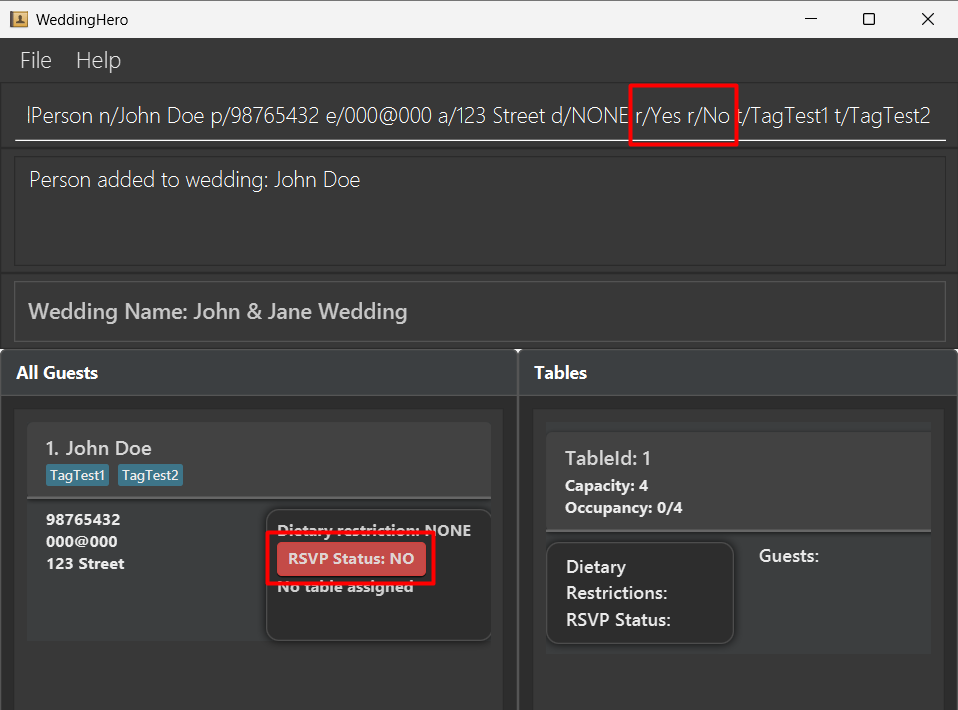 WeddingHero
File Help
lPerson n/John Doe p/98765432 e/000@000 a/123 Street d/NONE r/Yes r/No t/TagTest1 t/TagTest2
Person added to wedding: John Doe
Wedding Name: John & Jane Wedding
All Guests
1. John Doe
TagTest1 TagTest2
98765432
000@000
123 Street
Dietary restriction: NONE
RSVP Status: NO
No table assigned
Tables
TableId: 1
Capacity: 4
Occupancy: 0/4
Dietary
Restrictions:
RSVP Status:
Guests: